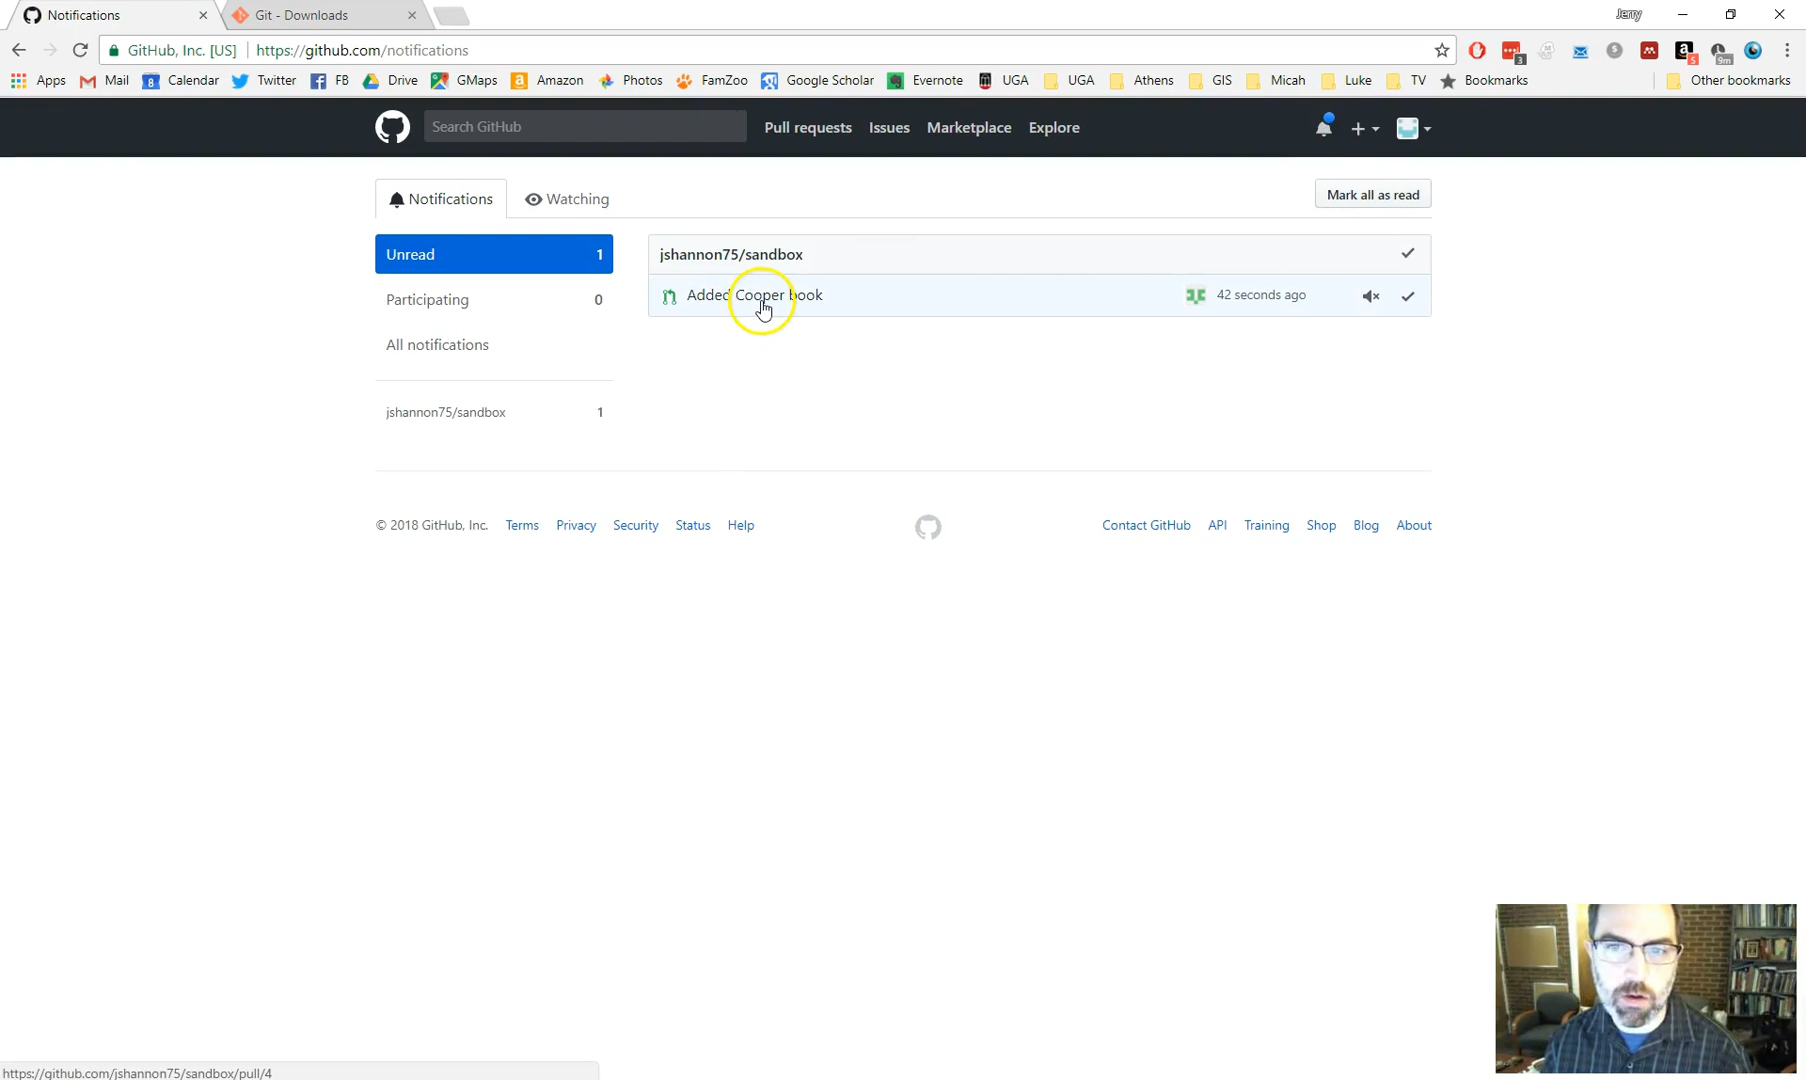 Notifications
Git - Downloads
Jerry
GitHub, Inc. [US]
https://github.com/notifications
3
5
9m
Apps
Mail
8
Calendar
Twitter
FB
Drive
GMaps
Amazon
Photos
FamZoo
Google Scholar
Evernote
UGA
UGA
Athens
GIS
Micah
Luke
TV
Bookmarks
Other bookmarks
Search GitHub
Pull requests
Issues
Marketplace
Explore
Notifications
Watching
Mark all as read
Unread 1
jshannon75/sandbox
Participating 0
Added Cooper book
42 seconds ago
All notifications
jshannon75/sandbox 1
© 2018 GitHub, Inc.
Terms
Privacy
Security
Status
Help
Contact GitHub
API
Training
Shop
Blog
About
https://github.com/jshannon75/sandbox/pull/4